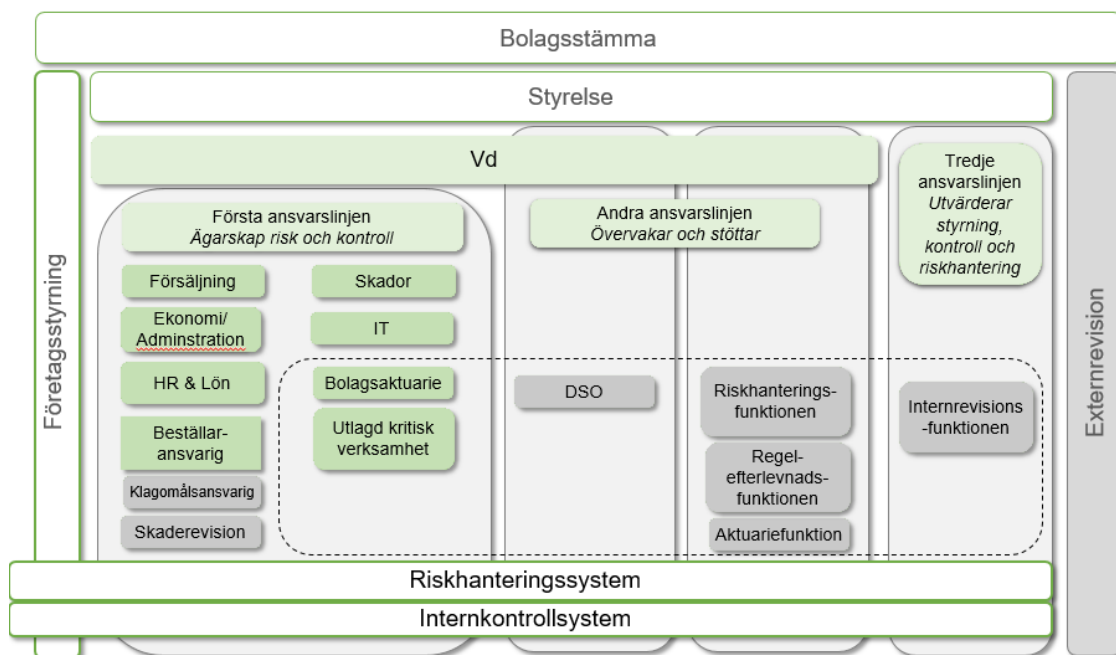 Bolagsstämma
Styrelse
Företagsstyrning
Externrevision
Vd
Första ansvarslinjen
Ägarskap risk och kontroll
Försäljning
Skador
Ekonomi/
Adminstration
IT
HR & Lön
Bolagsaktuarie
Beställar-
ansvarig
Utlagd kritisk
verksamhet
Klagomålsansvarig
Skaderevision
Andra ansvarslinjen
Övervakar och stöttar
DSO
Riskhanterings-
funktionen
Regel-
efterlevnads-
funktionen
Aktuariefunktion
Tredje
ansvarslinjen
Utvärderar
styrning,
kontroll och
riskhantering
Internrevisions
-funktionen
Riskhanteringssystem
Internkontrollsystem